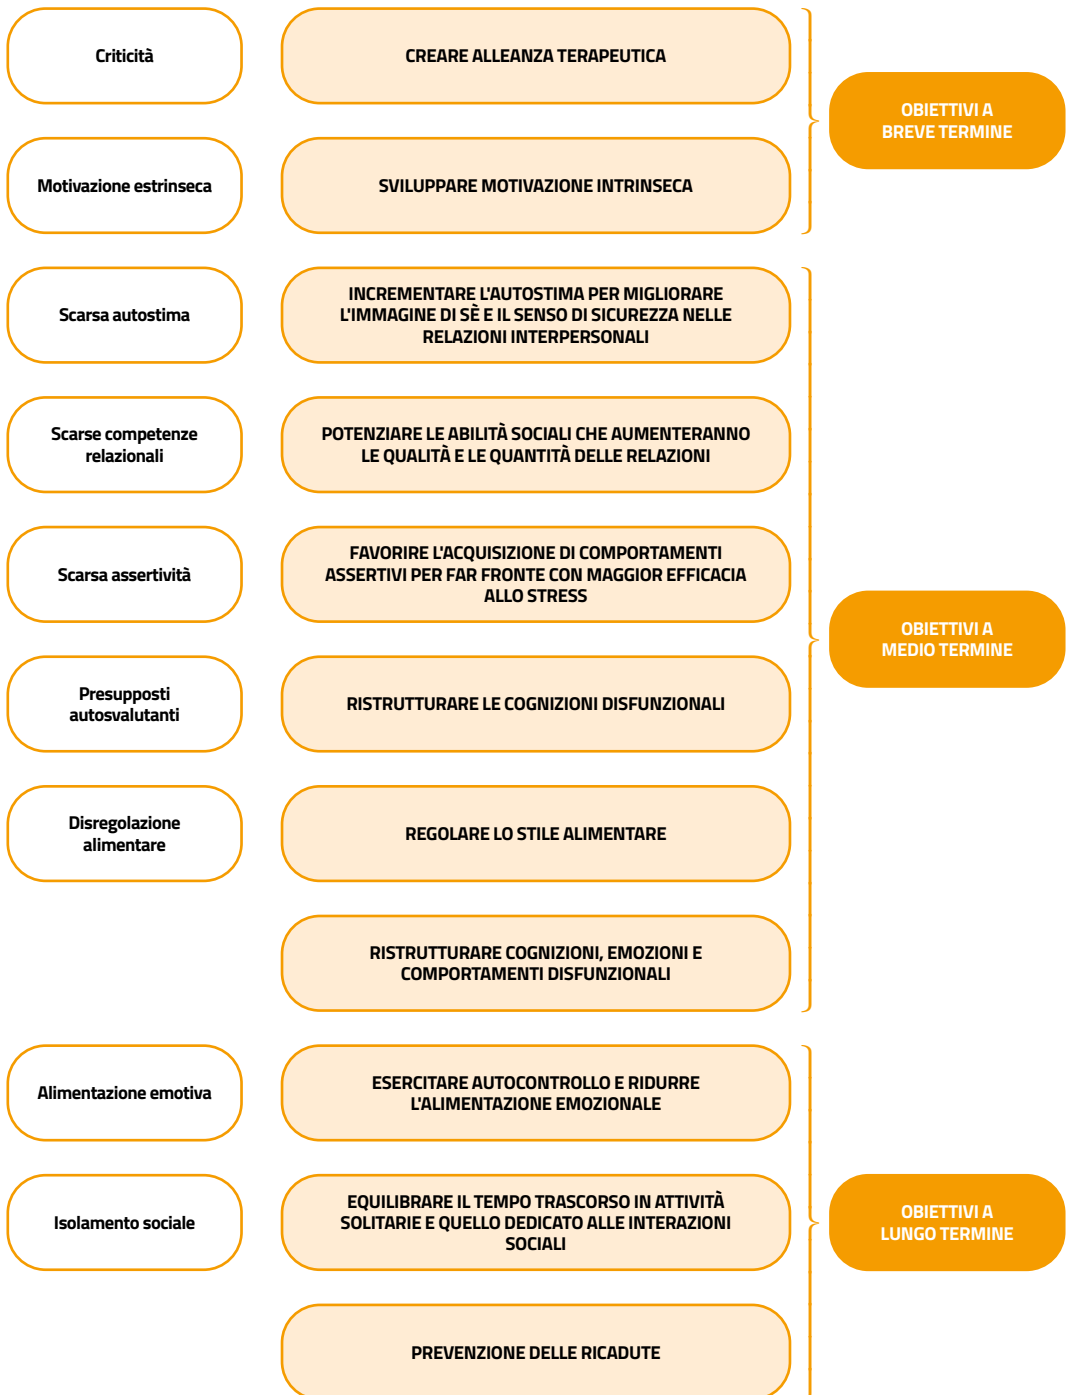 Criticità
CREARE ALLEANZA TERAPEUTICA
OBIETTIVI A
BREVE TERMINE
Motivazione estrinseca
SVILUPPARE MOTIVAZIONE INTRINSECA
Scarsa autostima
INCREMENTARE L'AUTOSTIMA PER MIGLIORARE
L'IMMAGINE DI SÈ E IL SENSO DI SICUREZZA NELLE
RELAZIONI INTERPERSONALI
Scarse competenze
relazionali
POTENZIARE LE ABILITÀ SOCIALI CHE AUMENTERANNO
LE QUALITÀ E LE QUANTITÀ DELLE RELAZIONI
Scarsa assertività
FAVORIRE L'ACQUISIZIONE DI COMPORTAMENTI
ASSERTIVI PER FAR FRONTE CON MAGGIOR EFFICACIA
ALLO STRESS
OBIETTIVI A
MEDIO TERMINE
Presupposti
autosvalutanti
RISTRUTTURARE LE COGNIZIONI DISFUNZIONALI
Disregolazione
alimentare
REGOLARE LO STILE ALIMENTARE
RISTRUTTURARE COGNIZIONI, EMOZIONI E
COMPORTAMENTI DISFUNZIONALI
Alimentazione emotiva
ESERCITARE AUTOCONTROLLO E RIDURRE
L'ALIMENTAZIONE EMOZIONALE
Isolamento sociale
EQUILIBRARE IL TEMPO TRASCORSO IN ATTIVITÀ
SOLITARIE E QUELLO DEDICATO ALLE INTERAZIONI
SOCIALI
OBIETTIVI A
LUNGO TERMINE
PREVENZIONE DELLE RICADUTE